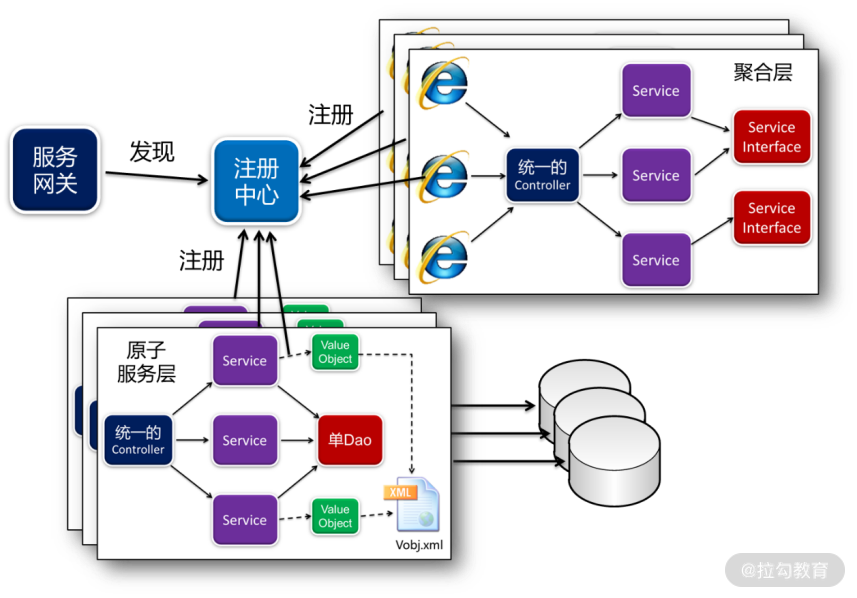 聚合层
Service
注册
服务
网关
发现
注册
中心
统一的
Controller
Service
Service
Interface
Service
Interface
Service
注册
原子
服务层
Service
Value
Object
统一的
Controller
Service
单Dao
Service
Value
Object
XML
Vobj.xml
@拉勾教育